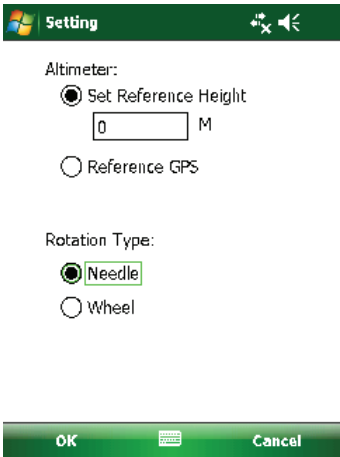 Setting
Altimeter:
Set Reference Height
0 M
Reference GPS
Rotation Type:
Needle
Wheel
OK Cancel